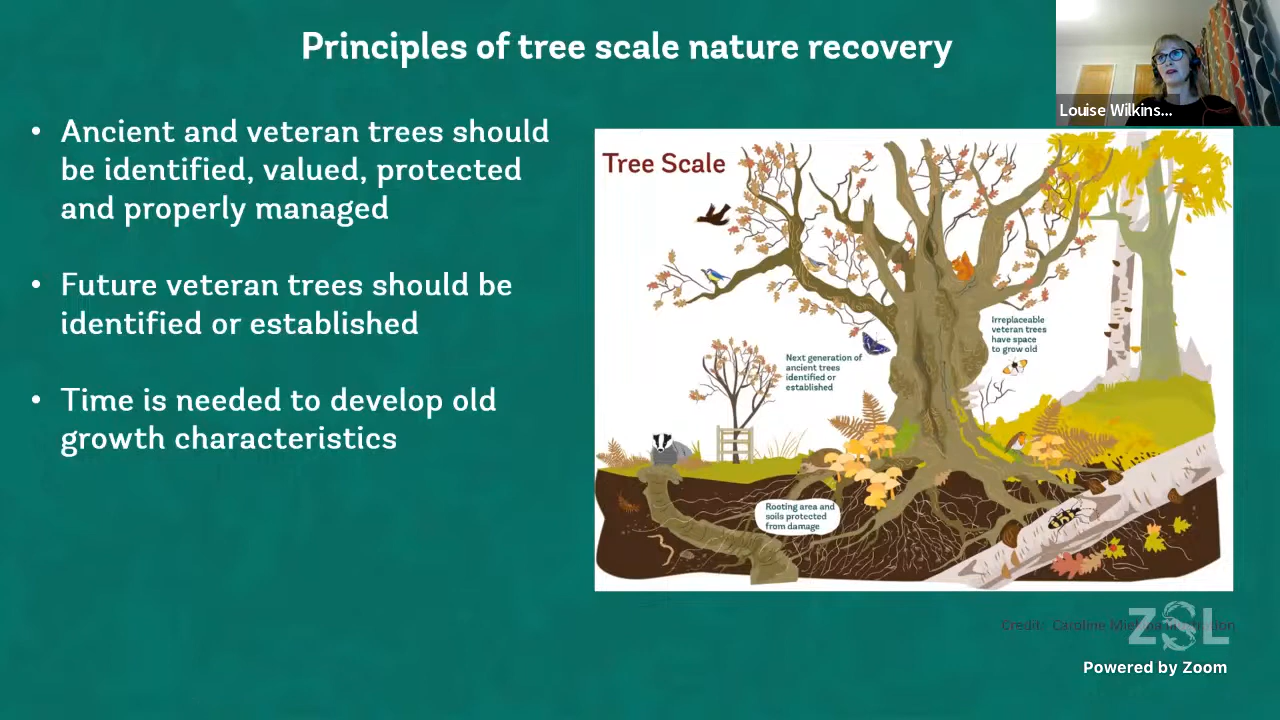 Principles of tree scale nature recovery
Louise Wilkins...
• Ancient and veteran trees should
be identified, valued, protected
and properly managed
• Future veteran trees should be
identified or established
• Time is needed to develop old
growth characteristics
Tree Scale
Irreplaceable
veteran trees
have space
to grow old
Next generation of
ancient trees
identified or
established
Rooting area and
soils protected
from damage
Credit: Caroline
ZSL
Powered by Zoom